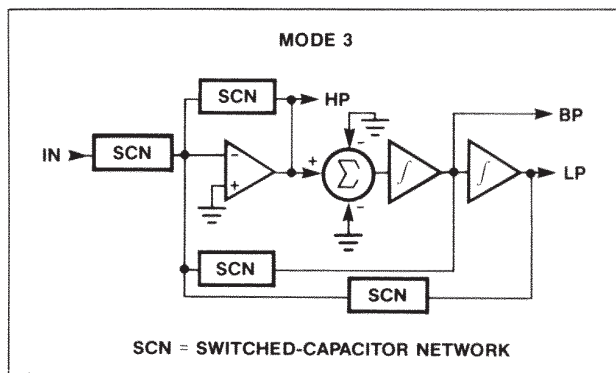 MODE 3
SCN
HP
IN
SCN
-
+
+
-
Σ
-
∫
∫
BP
LP
SCN
SCN
SCN = SWITCHED-CAPACITOR NETWORK